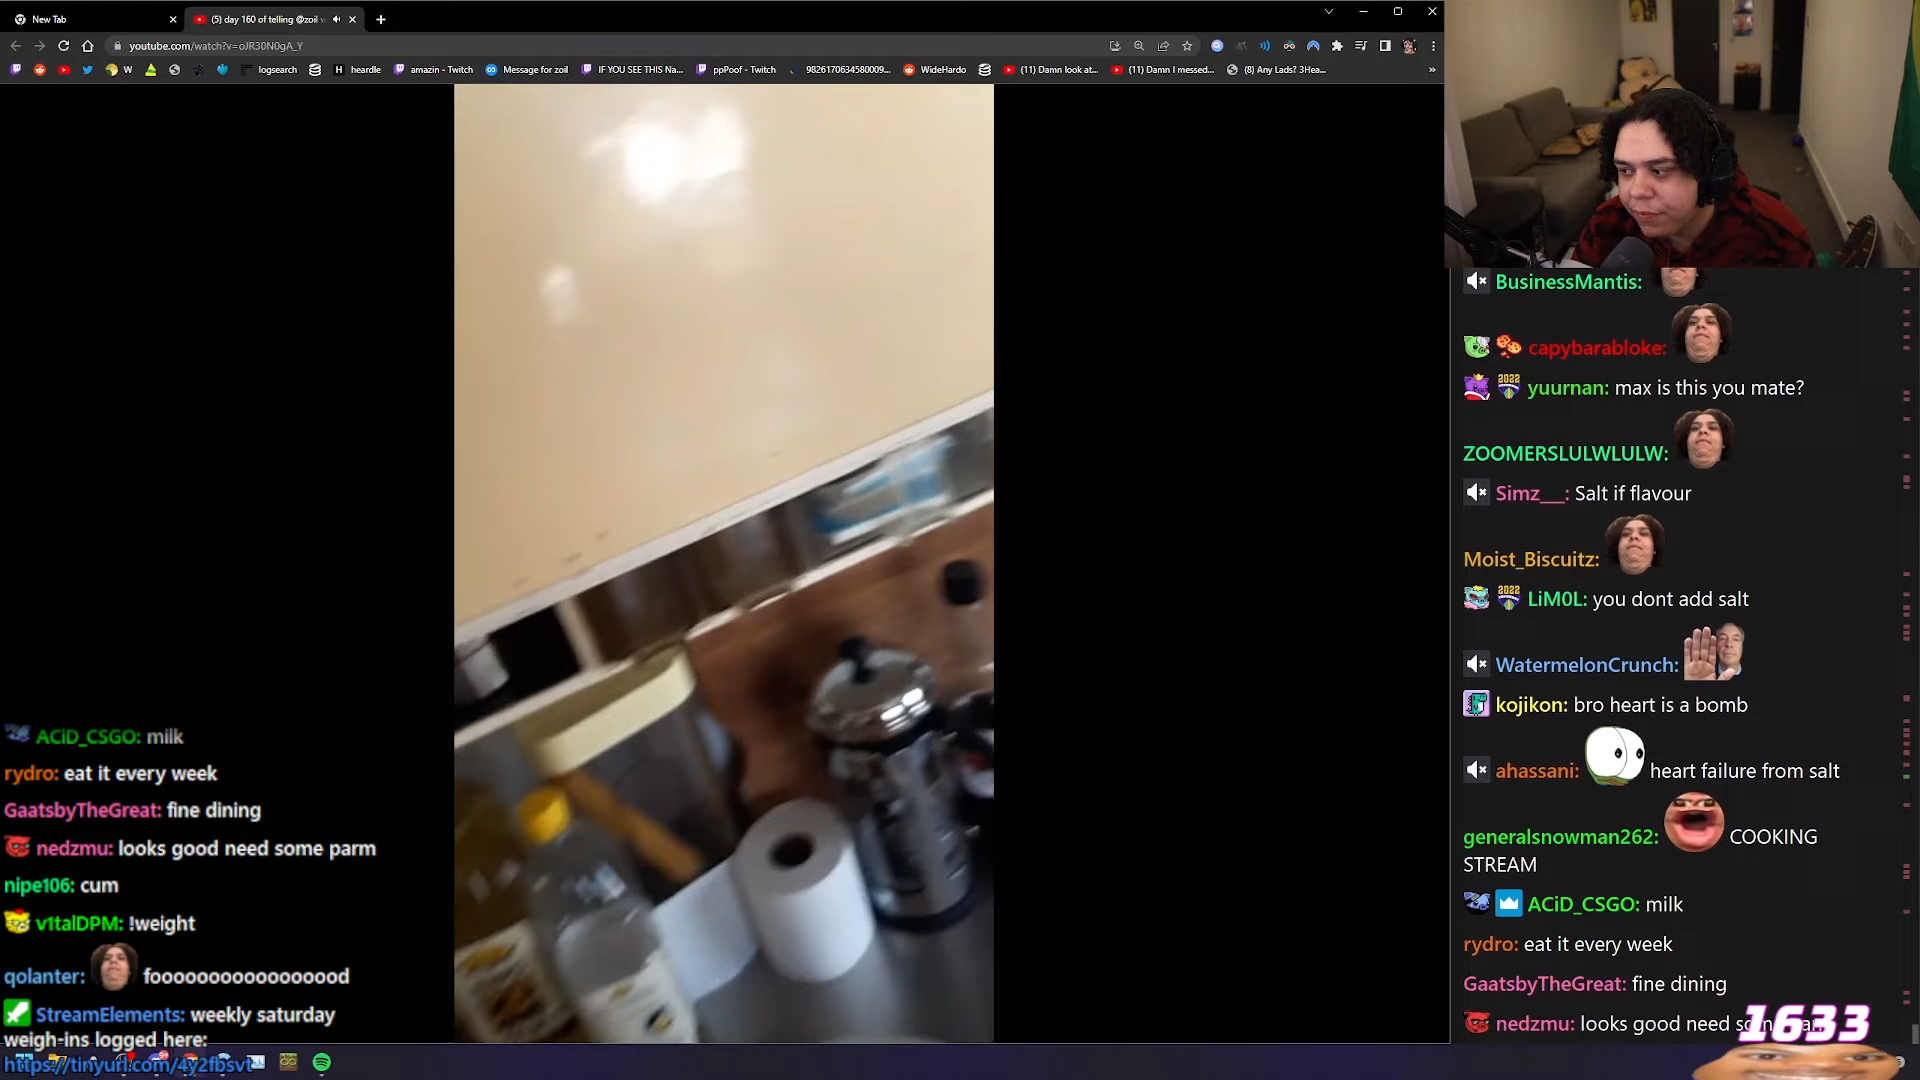 New Tab
(5) day 160 of telling @zoil w
youtube.com/watch?v=oJR30N0gA_Y
W
logsearch
H heardle
amazin - Twitch
Message for zoil
IF YOU SEE THIS Na...
ppPoof - Twitch
9826170634580009...
WideHardo
(11) Damn look at...
(11) Damn I messed...
(8) Any Lads? 3Hea...
»
BusinessMantis:
capybarabloke:
yuurnan: max is this you mate?
ZOOMERSLULWLULW:
Simz___: Salt if flavour
Moist_Biscuitz:
LiM0L: you dont add salt
WatermelonCrunch:
kojikon: bro heart is a bomb
ahassani: heart failure from salt
generalsnowman262: COOKING
STREAM
ACiD_CSGO: milk
rydro: eat it every week
GaatsbyTheGreat: fine dining
nedzmu: looks good need
1633
ACiD_CSGO: milk
rydro: eat it every week
GaatsbyTheGreat: fine dining
nedzmu: looks good need some parm
nipe106: cum
v1talDPM: !weight
qolanter: fooooooooooooooood
StreamElements: weekly saturday
weigh-ins logged here:
https://tinyurl.com/4y2fbsvt